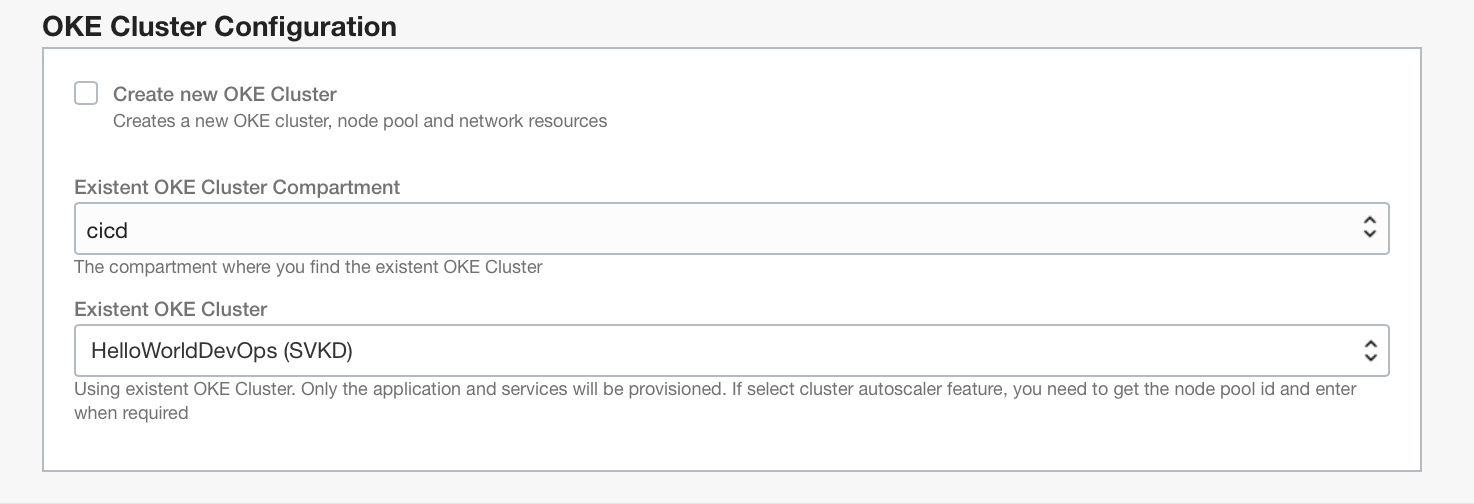 OKE Cluster Configuration
Create new OKE Cluster
Creates a new OKE cluster, node pool and network resources
Existent OKE Cluster Compartment
cicd
The compartment where you find the existent OKE Cluster
Existent OKE Cluster
HelloWorldDevOps (SVKD)
Using existent OKE Cluster. Only the application and services will be provisioned. If select cluster autoscaler feature, you need to get the node pool id and enter
when required